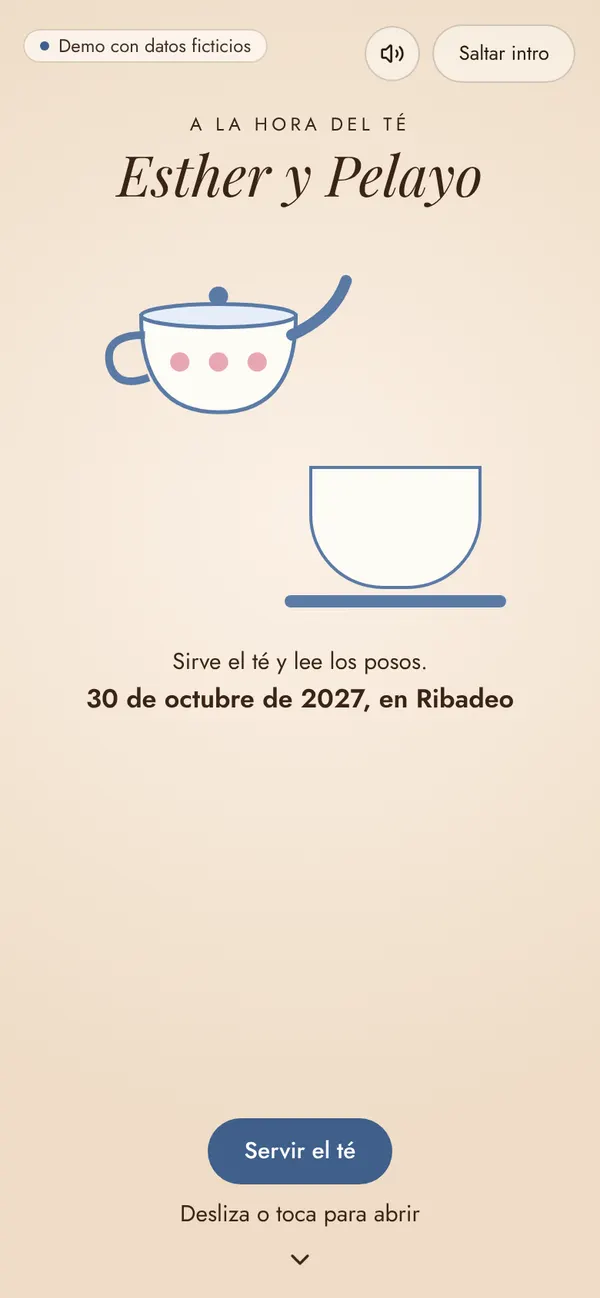 Demo con datos ficticios
Saltar intro
A LA HORA DEL TÉ
Esther y Pelayo
Sirve el té y lee los posos.
30 de octubre de 2027, en Ribadeo
Servir el té
Desliza o toca para abrir